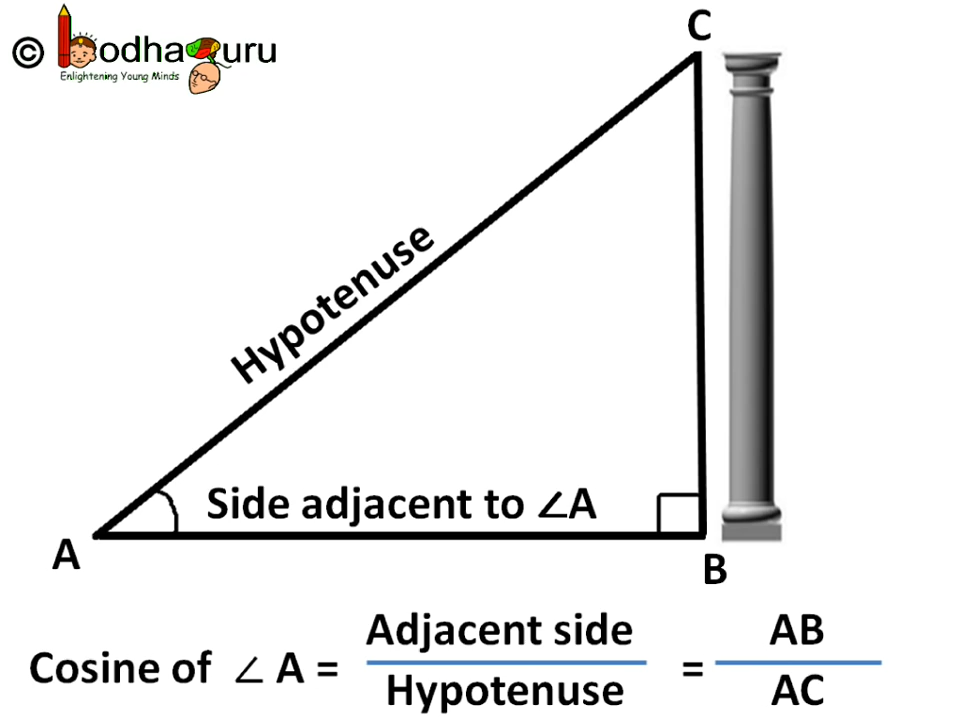 C
© BodhaGuru
Enlightening Young Minds
Hypotenuse
Side adjacent to ∠A
A
B
Cosine of ∠ A = Adjacent side / Hypotenuse = AB / AC